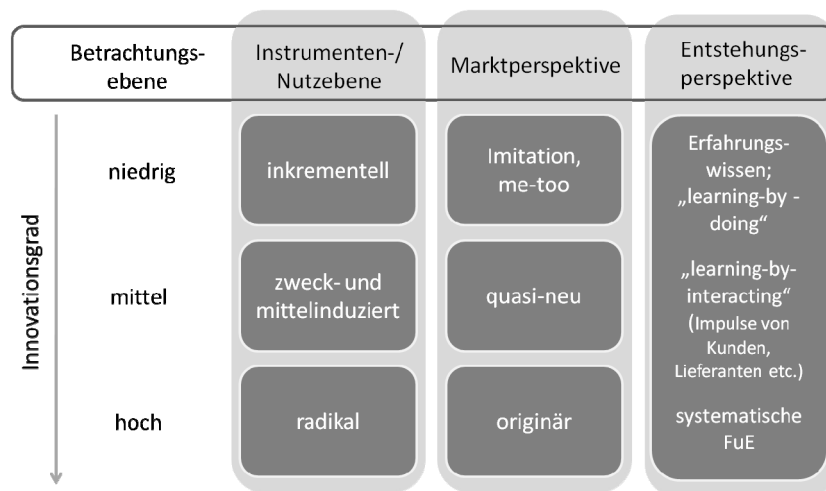 Betrachtungs-
ebene
Instrumenten-/
Nutzebene
Marktperspektive
Entstehungs-
perspektive
Innovationsgrad
niedrig
inkrementell
Imitation,
me-too
Erfahrungs-
wissen;
„learning-by -
doing“
mittel
zweck- und
mittelinduziert
quasi-neu
„learning-by-
interacting“
(Impulse von
Kunden,
Lieferanten etc.)
hoch
radikal
originär
systematische
FuE